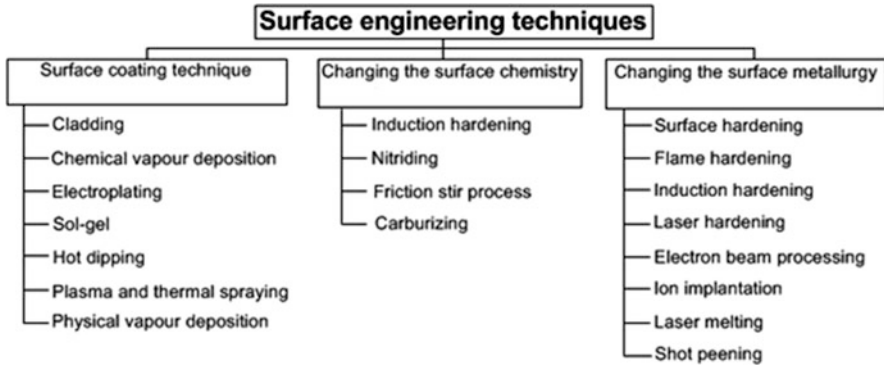 Surface engineering techniques
Surface coating technique
Cladding
Chemical vapour deposition
Electroplating
Sol-gel
Hot dipping
Plasma and thermal spraying
Physical vapour deposition
Changing the surface chemistry
Induction hardening
Nitriding
Friction stir process
Carburizing
Changing the surface metallurgy
Surface hardening
Flame hardening
Induction hardening
Laser hardening
Electron beam processing
Ion implantation
Laser melting
Shot peening